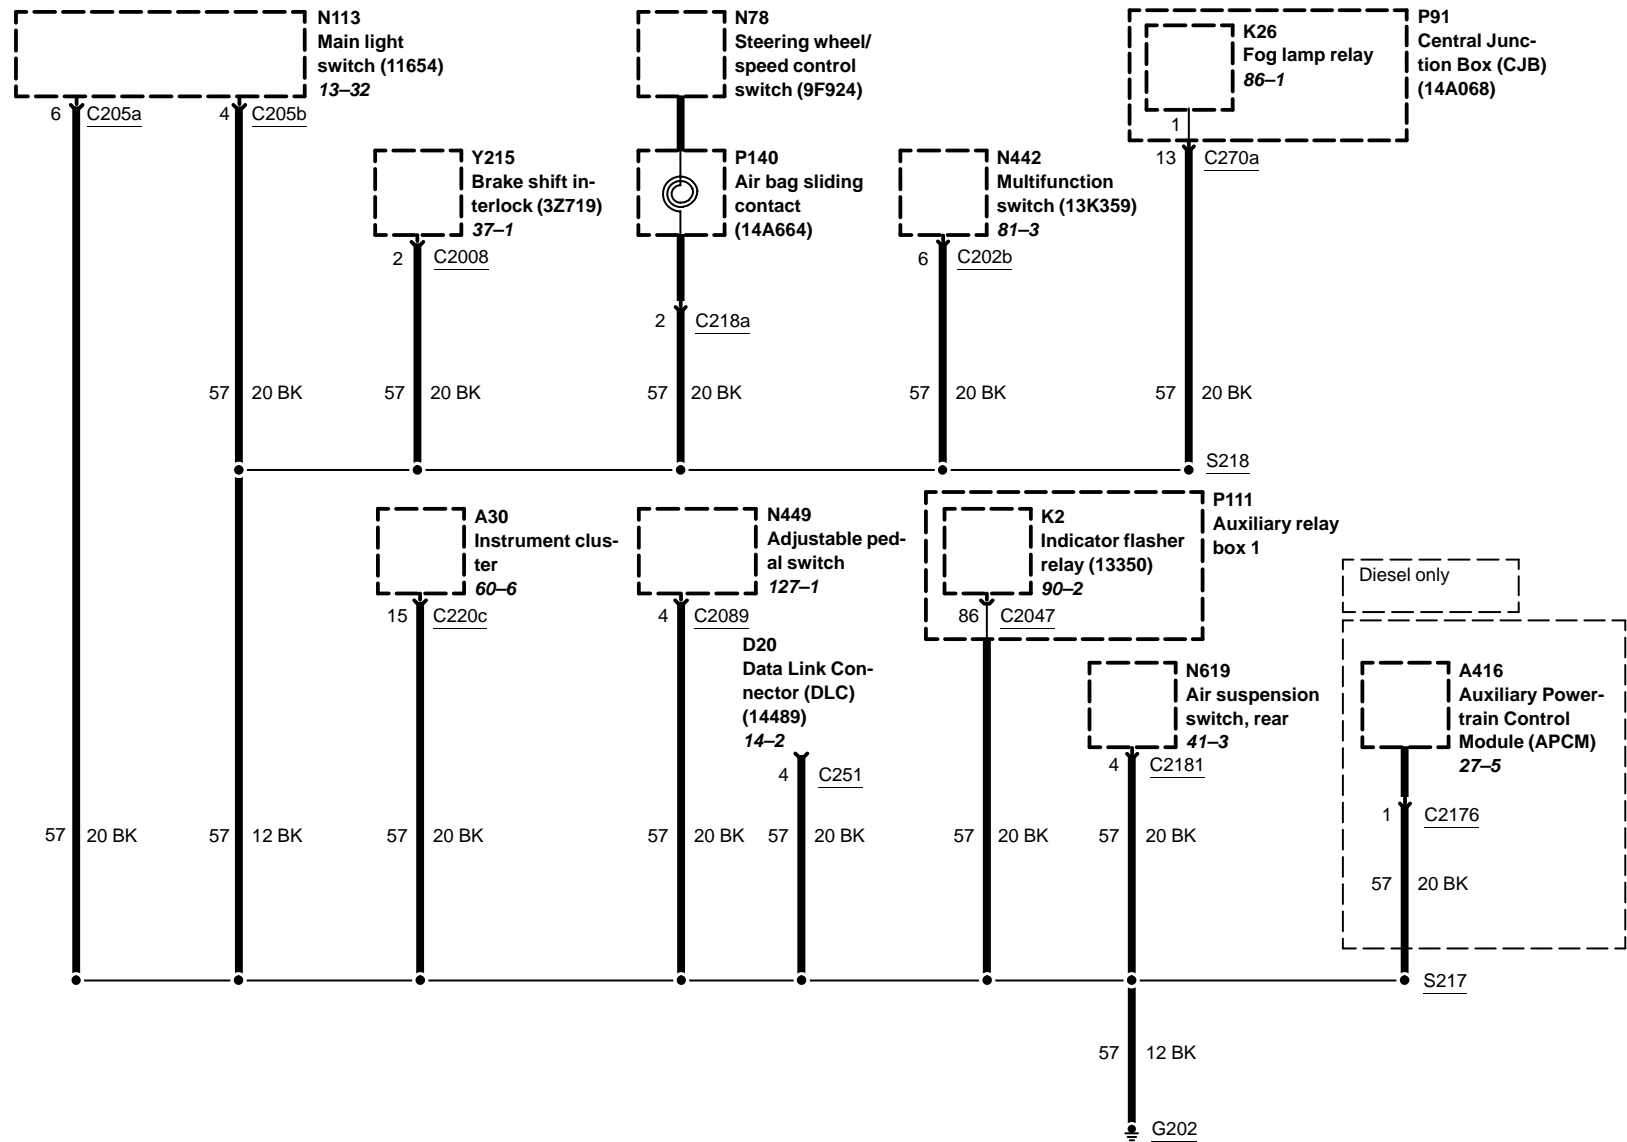 N113
Main light
switch (11654)
13–32
6
C205a
4
C205b
N78
Steering wheel/
speed control
switch (9F924)
P91
Central Junc-
tion Box (CJB)
(14A068)
K26
Fog lamp relay
86–1
1
13
C270a
Y215
Brake shift in-
terlock (3Z719)
37–1
2
C2008
P140
Air bag sliding
contact
(14A664)
2
C218a
N442
Multifunction
switch (13K359)
81–3
6
C202b
57 20 BK
57 20 BK
57 20 BK
57 20 BK
57 20 BK
S218
A30
Instrument clus-
ter
60–6
15
C220c
N449
Adjustable ped-
al switch
127–1
4
C2089
D20
Data Link Con-
nector (DLC)
(14489)
14–2
4
C251
K2
Indicator flasher
relay (13350)
90–2
86
C2047
P111
Auxiliary relay
box 1
N619
Air suspension
switch, rear
41–3
4
C2181
Diesel only
A416
Auxiliary Power-
train Control
Module (APCM)
27–5
1
C2176
57 20 BK
57 12 BK
57 20 BK
57 20 BK
57 20 BK
57 20 BK
57 20 BK
57 20 BK
S217
57 12 BK
G202